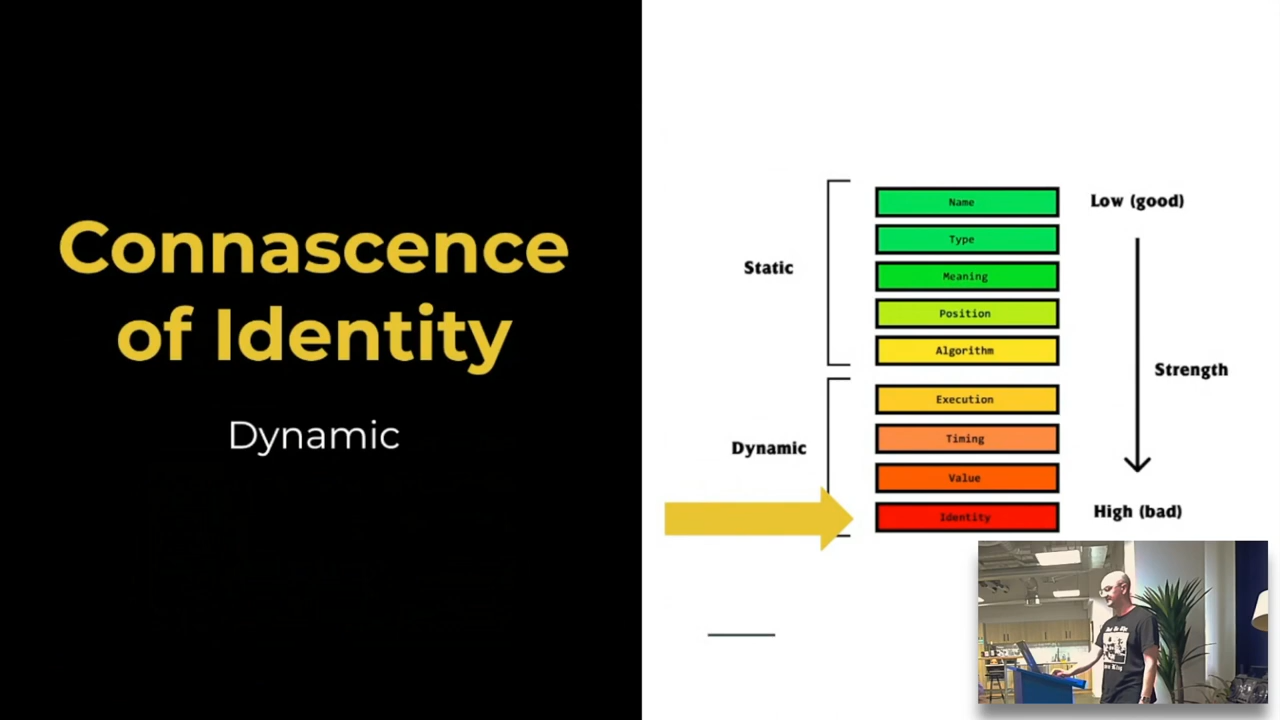 Connascence
of Identity
Dynamic
Static
Dynamic
Name
Type
Meaning
Position
Algorithm
Execution
Timing
Value
Identity
Low (good)
Strength
High (bad)